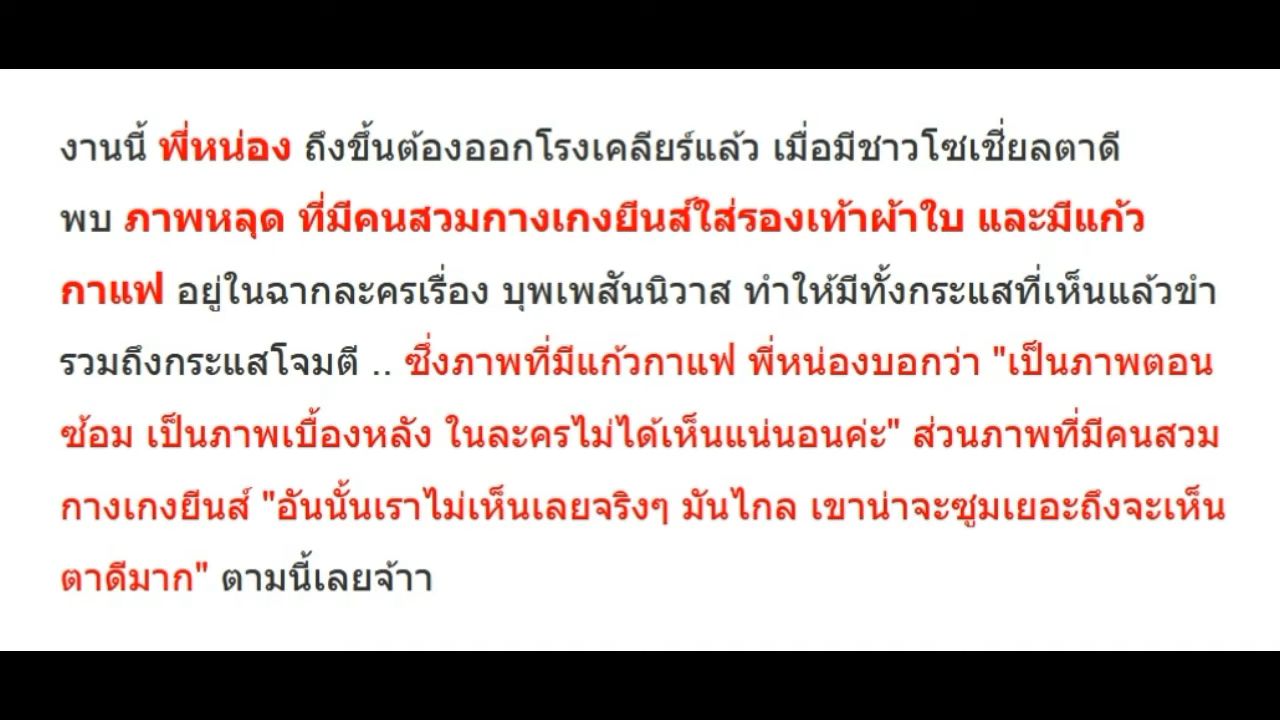 งานนี้ พี่หน่อง ถึงขึ้นต้องออกโรงเคลียร์แล้ว เมื่อมีชาวโซเชี่ยลตาดี
พบ ภาพหลุด ที่มีคนสวมกางเกงยีนส์ใส่รองเท้าผ้าใบ และมีแก้ว
กาแฟ อยู่ในฉากละครเรื่อง บุพเพสันนิวาส ทำให้มีทั้งกระแสที่เห็นแล้วขำ
รวมถึงกระแสโจมตี .. ซึ่งภาพที่มีแก้วกาแฟ พี่หน่องบอกว่า "เป็นภาพตอน
ซ้อม เป็นภาพเบื้องหลัง ในละครไม่ได้เห็นแน่นอนค่ะ" ส่วนภาพที่มีคนสวม
กางเกงยีนส์ "อันนั้นเราไม่เห็นเลยจริงๆ มันไกล เขาน่าจะซูมเยอะถึงจะเห็น
ตาดีมาก" ตามนี้เลยจ้าา